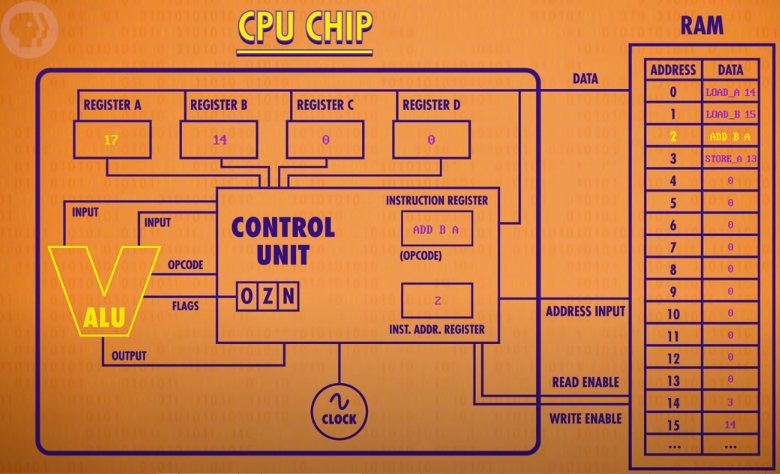 CPU CHIP
RAM
DATA
ADDRESS DATA
0 LOAD_A 14
1 LOAD_B 15
2 ADD B A
3 STORE_A 13
4 0
5 0
6 0
7 0
8 0
9 0
10 0
11 0
12 0
13 0
14 3
15 14
... ...
REGISTER A REGISTER B REGISTER C REGISTER D
17 14 0 0
INPUT
INPUT
CONTROL
UNIT
INSTRUCTION REGISTER
ADD B A
(OPCODE)
OPCODE
O Z N
FLAGS
ALU
2
INST. ADDR. REGISTER
ADDRESS INPUT
OUTPUT
READ ENABLE
WRITE ENABLE
CLOCK